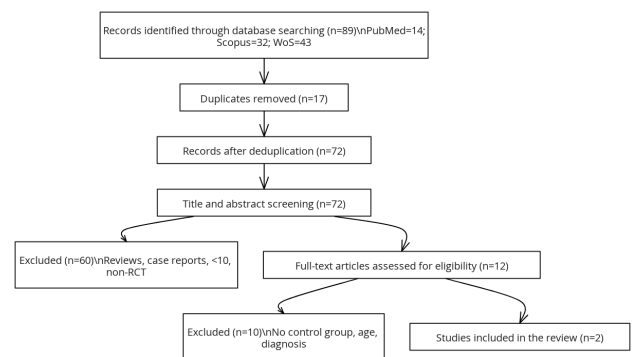 Records identified through database searching (n=89)\nPubMed=14;
Scopus=32; WoS=43
Duplicates removed (n=17)
Records after deduplication (n=72)
Title and abstract screening (n=72)
Excluded (n=60)\nReviews, case reports, <10,
non-RCT
Full-text articles assessed for eligibility (n=12)
Excluded (n=10)\nNo control group, age,
diagnosis
Studies included in the review (n=2)